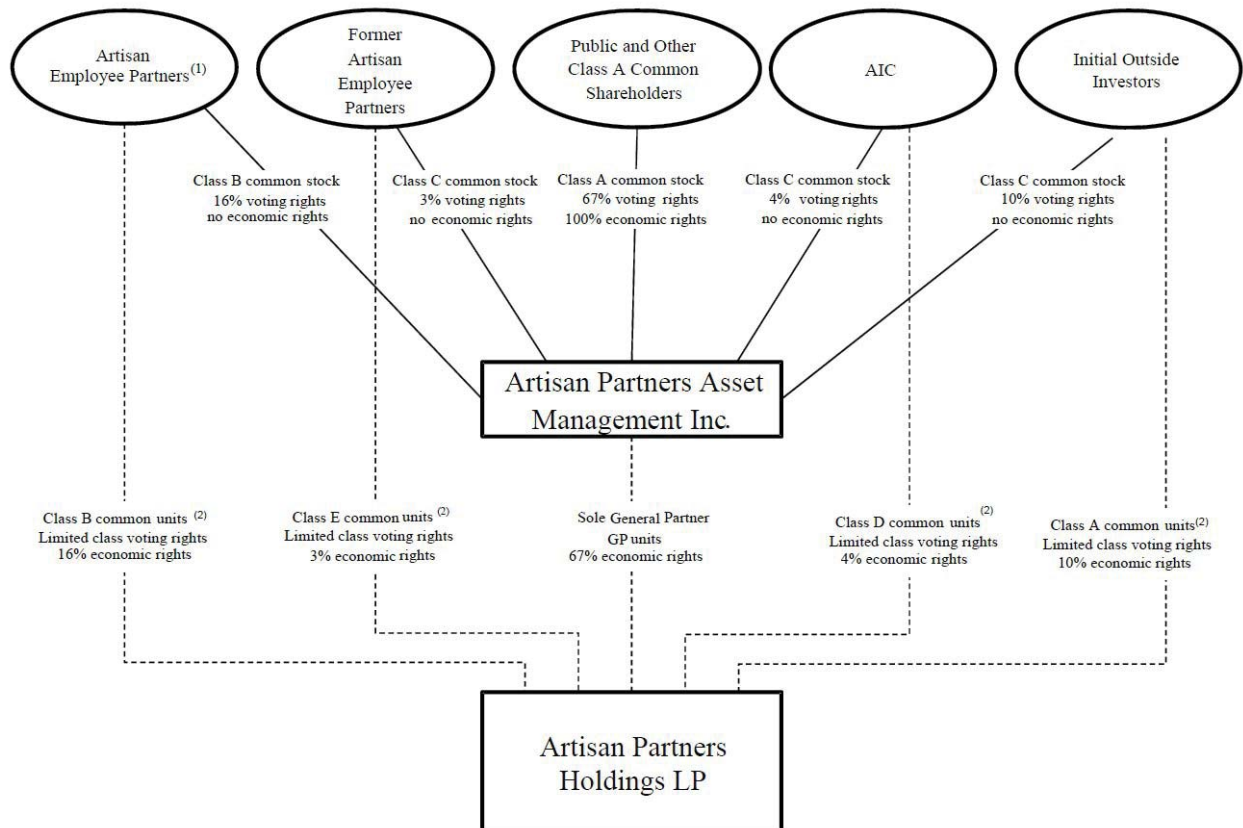 Artisan
Employee Partners(1)
Former
Artisan
Employee
Partners
Public and Other
Class A Common
Shareholders
AIC
Initial Outside
Investors
Class B common stock
16% voting rights
no economic rights
Class C common stock
3% voting rights
no economic rights
Class A common stock
67% voting rights
100% economic rights
Class C common stock
4% voting rights
no economic rights
Class C common stock
10% voting rights
no economic rights
Artisan Partners Asset
Management Inc.
Class B common units (2)
Limited class voting rights
16% economic rights
Class E common units (2)
Limited class voting rights
3% economic rights
Sole General Partner
GP units
67% economic rights
Class D common units (2)
Limited class voting rights
4% economic rights
Class A common units(2)
Limited class voting rights
10% economic rights
Artisan Partners
Holdings LP